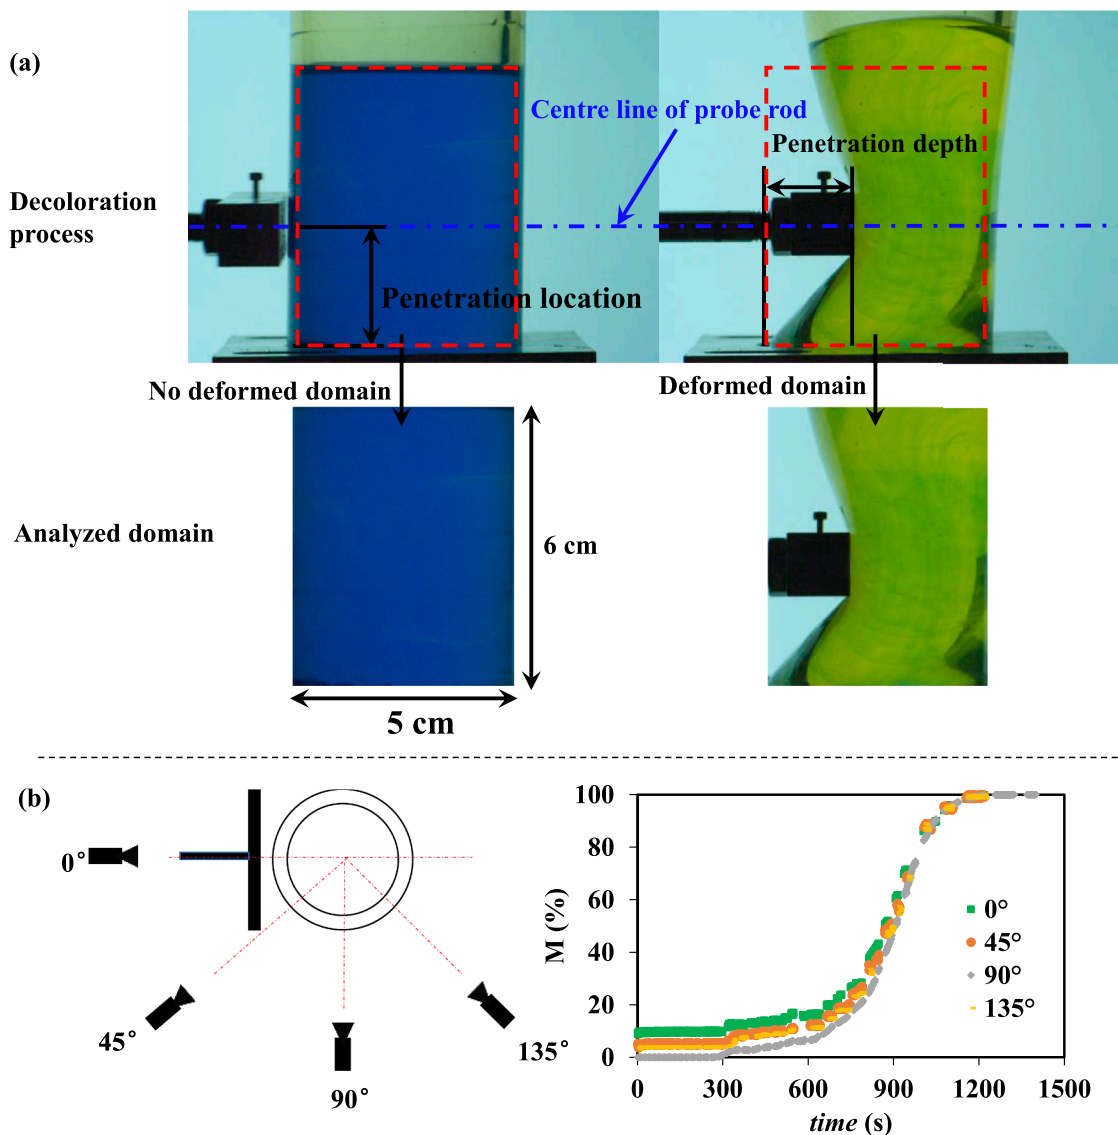 (a)
Centre line of probe rod
Penetration depth
Decoloration
process
Penetration location
No deformed domain
Deformed domain
Analyzed domain
6 cm
5 cm
(b)
0°
45°
90°
135°
M (%)
100
80
60
40
20
0
0°
45°
90°
135°
0 300 600 900 1200 1500
time (s)